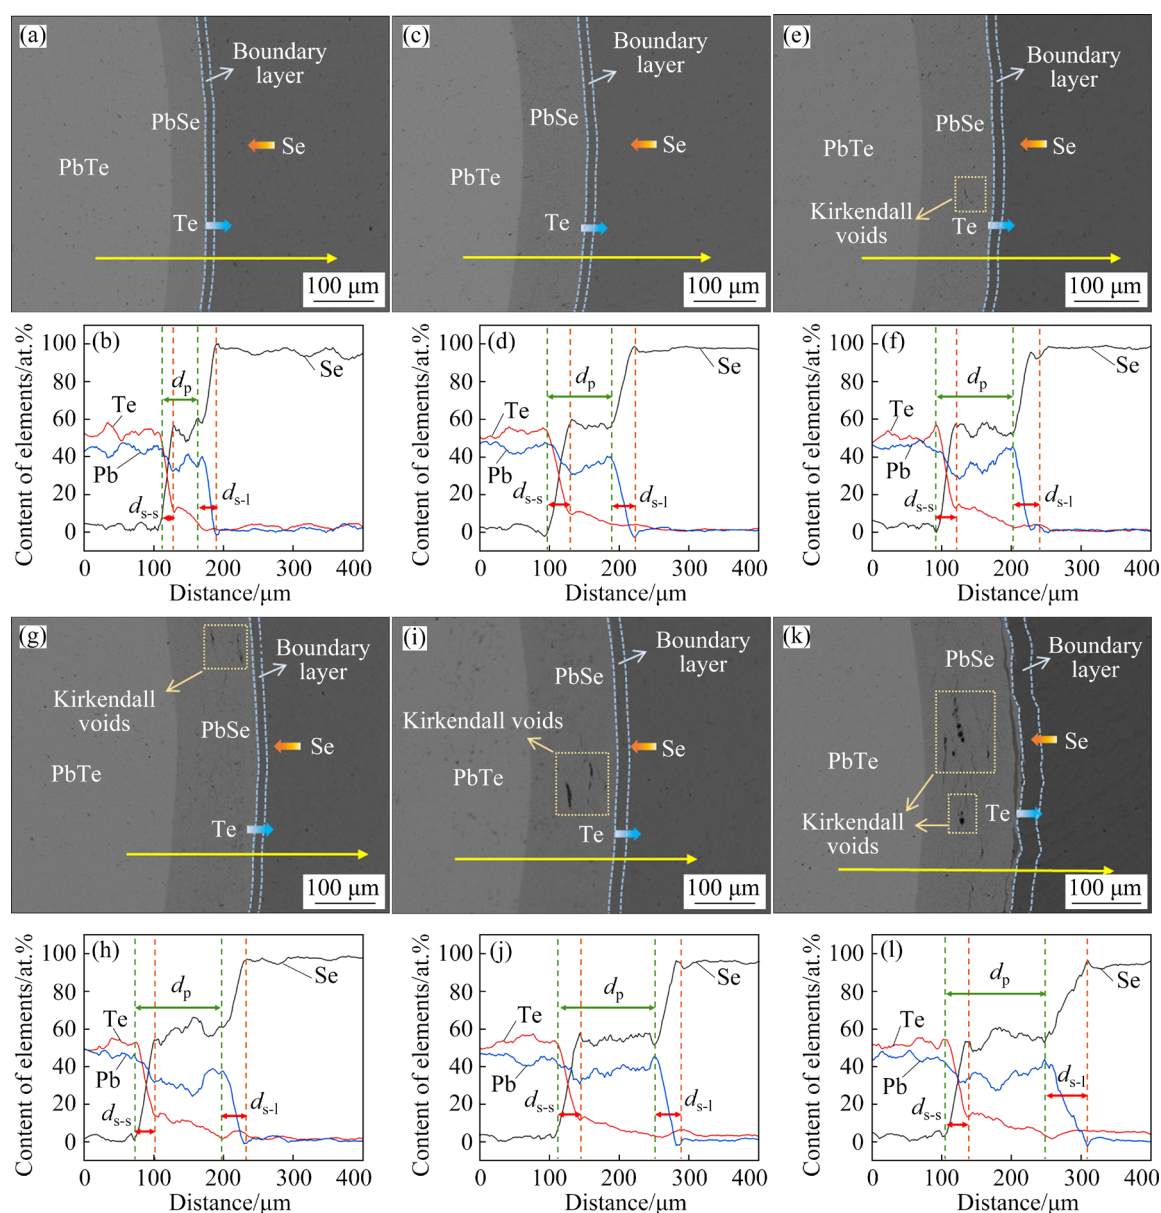 (a)
Boundary
layer
PbSe
Se
PbTe
Te
100 μm
(c)
Boundary
layer
PbSe
Se
PbTe
Te
100 μm
(e)
Boundary
layer
PbSe
Se
PbTe
Kirkendall
voids
Te
100 μm
(b)
Content of elements/at.%
100
80
60
40
20
0
Se
dp
Te
Pb
ds-s
ds-l
0 100 200 300 400
Distance/μm
(d)
Content of elements/at.%
100
80
60
40
20
0
Se
dp
Te
Pb
ds-s
ds-l
0 100 200 300 400
Distance/μm
(f)
Content of elements/at.%
100
80
60
40
20
0
Se
dp
Te
Pb
ds-s
ds-l
0 100 200 300 400
Distance/μm
(g)
Boundary
layer
Kirkendall
voids
PbSe
Se
PbTe
Te
100 μm
(i)
Boundary
layer
PbSe
Kirkendall voids
Se
PbTe
Te
100 μm
(k)
PbSe
Boundary
layer
Se
PbTe
Te
Kirkendall
voids
100 μm
(h)
Content of elements/at.%
100
80
60
40
20
0
Se
dp
Te
Pb
ds-s
ds-l
0 100 200 300 400
Distance/μm
(j)
Content of elements/at.%
100
80
60
40
20
0
Se
dp
Te
Pb
ds-s
ds-l
0 100 200 300 400
Distance/μm
(l)
Content of elements/at.%
100
80
60
40
20
0
Se
dp
Te
Pb
ds-s
ds-l
0 100 200 300 400
Distance/μm